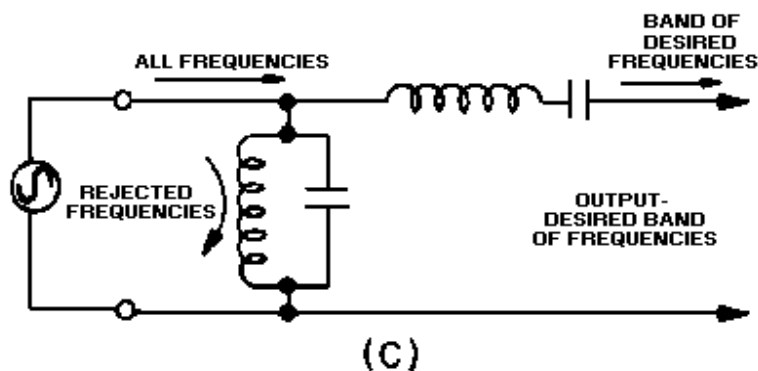 BAND OF
DESIRED
FREQUENCIES
ALL FREQUENCIES
REJECTED
FREQUENCIES
OUTPUT-
DESIRED BAND
OF FREQUENCIES
(C)